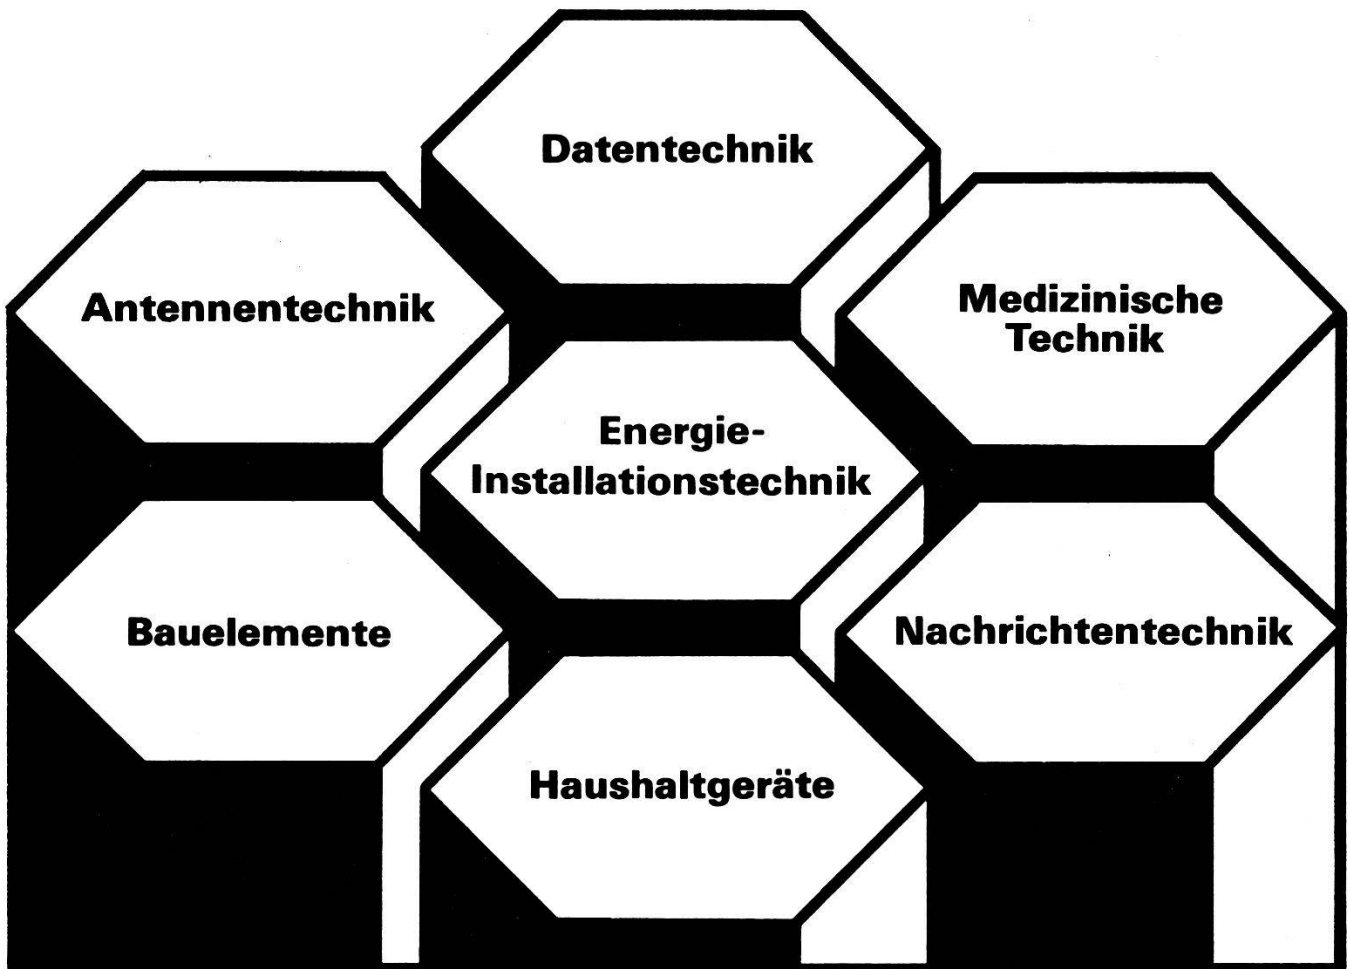 Datentechnik
Antennentechnik
Medizinische
Technik
Energie-
Installationstechnik
Bauelemente
Nachrichtentechnik
Haushaltgeräte